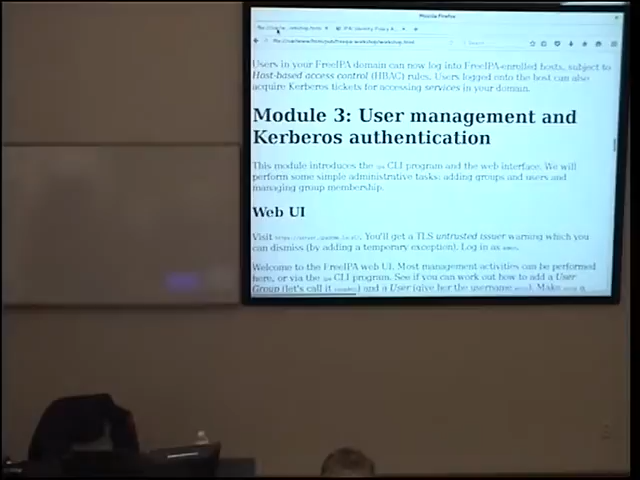 Mozilla Firefox
Users in your FreeIPA domain can now log into FreeIPA-enrolled hosts, subject to
Host-based access control (HBAC) rules. Users logged onto the host can also
acquire Kerberos tickets for accessing services in your domain.
Module 3: User management and
Kerberos authentication
This module introduces the ipa CLI program and the web interface. We will
perform some simple administrative tasks: adding groups and users and
managing group membership.
Web UI
Visit You'll get a TLS untrusted issuer warning which you
can dismiss (by adding a temporary exception). Log in as
Welcome to the FreeIPA web UI. Most management activities can be performed
here, or via the ipa CLI program. See if you can work out how to add a User
Group (let's call it and a User (give her the username Make a